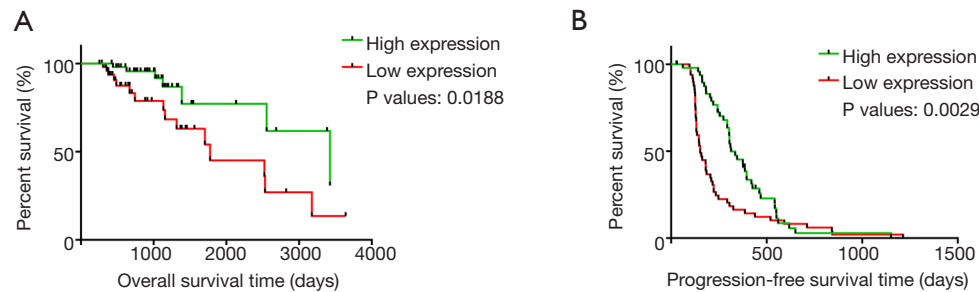 A
High expression
Low expression
P values: 0.0188
Percent survival (%)
100
50
0
0 1000 2000 3000 4000
Overall survival time (days)
B
High expression
Low expression
P values: 0.0029
Percent survival (%)
100
50
0
0 500 1000 1500
Progression-free survival time (days)